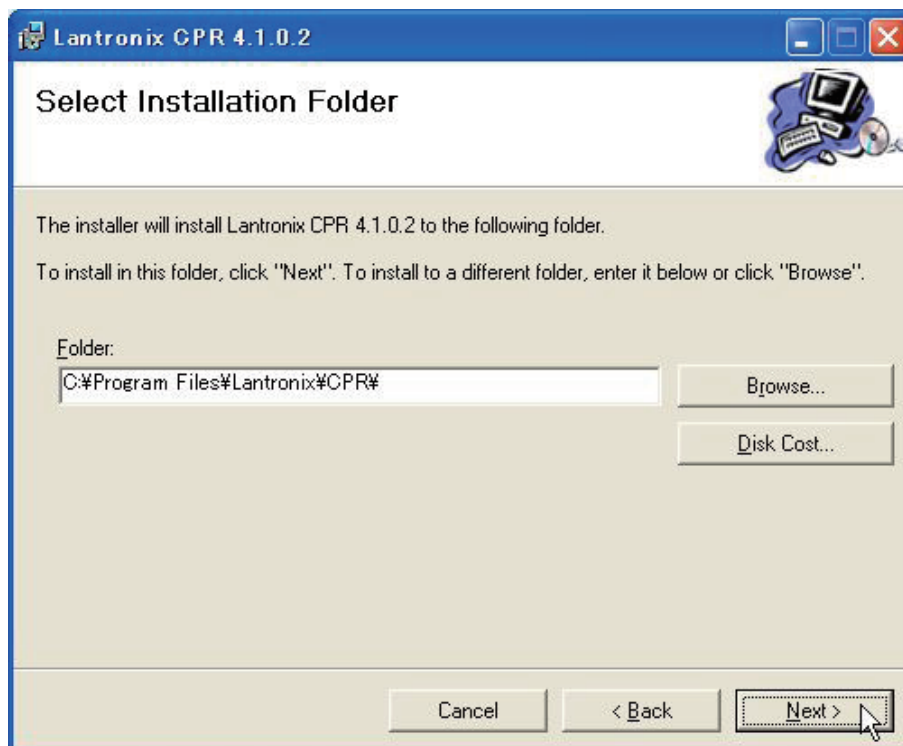 Lantronix CPR 4.1.0.2
Select Installation Folder
The installer will install Lantronix CPR 4.1.0.2 to the following folder.
To install in this folder, click "Next". To install to a different folder, enter it below or click "Browse".
Folder:
C:¥Program Files¥Lantronix¥CPR¥
Browse...
Disk Cost...
Cancel
< Back
Next >